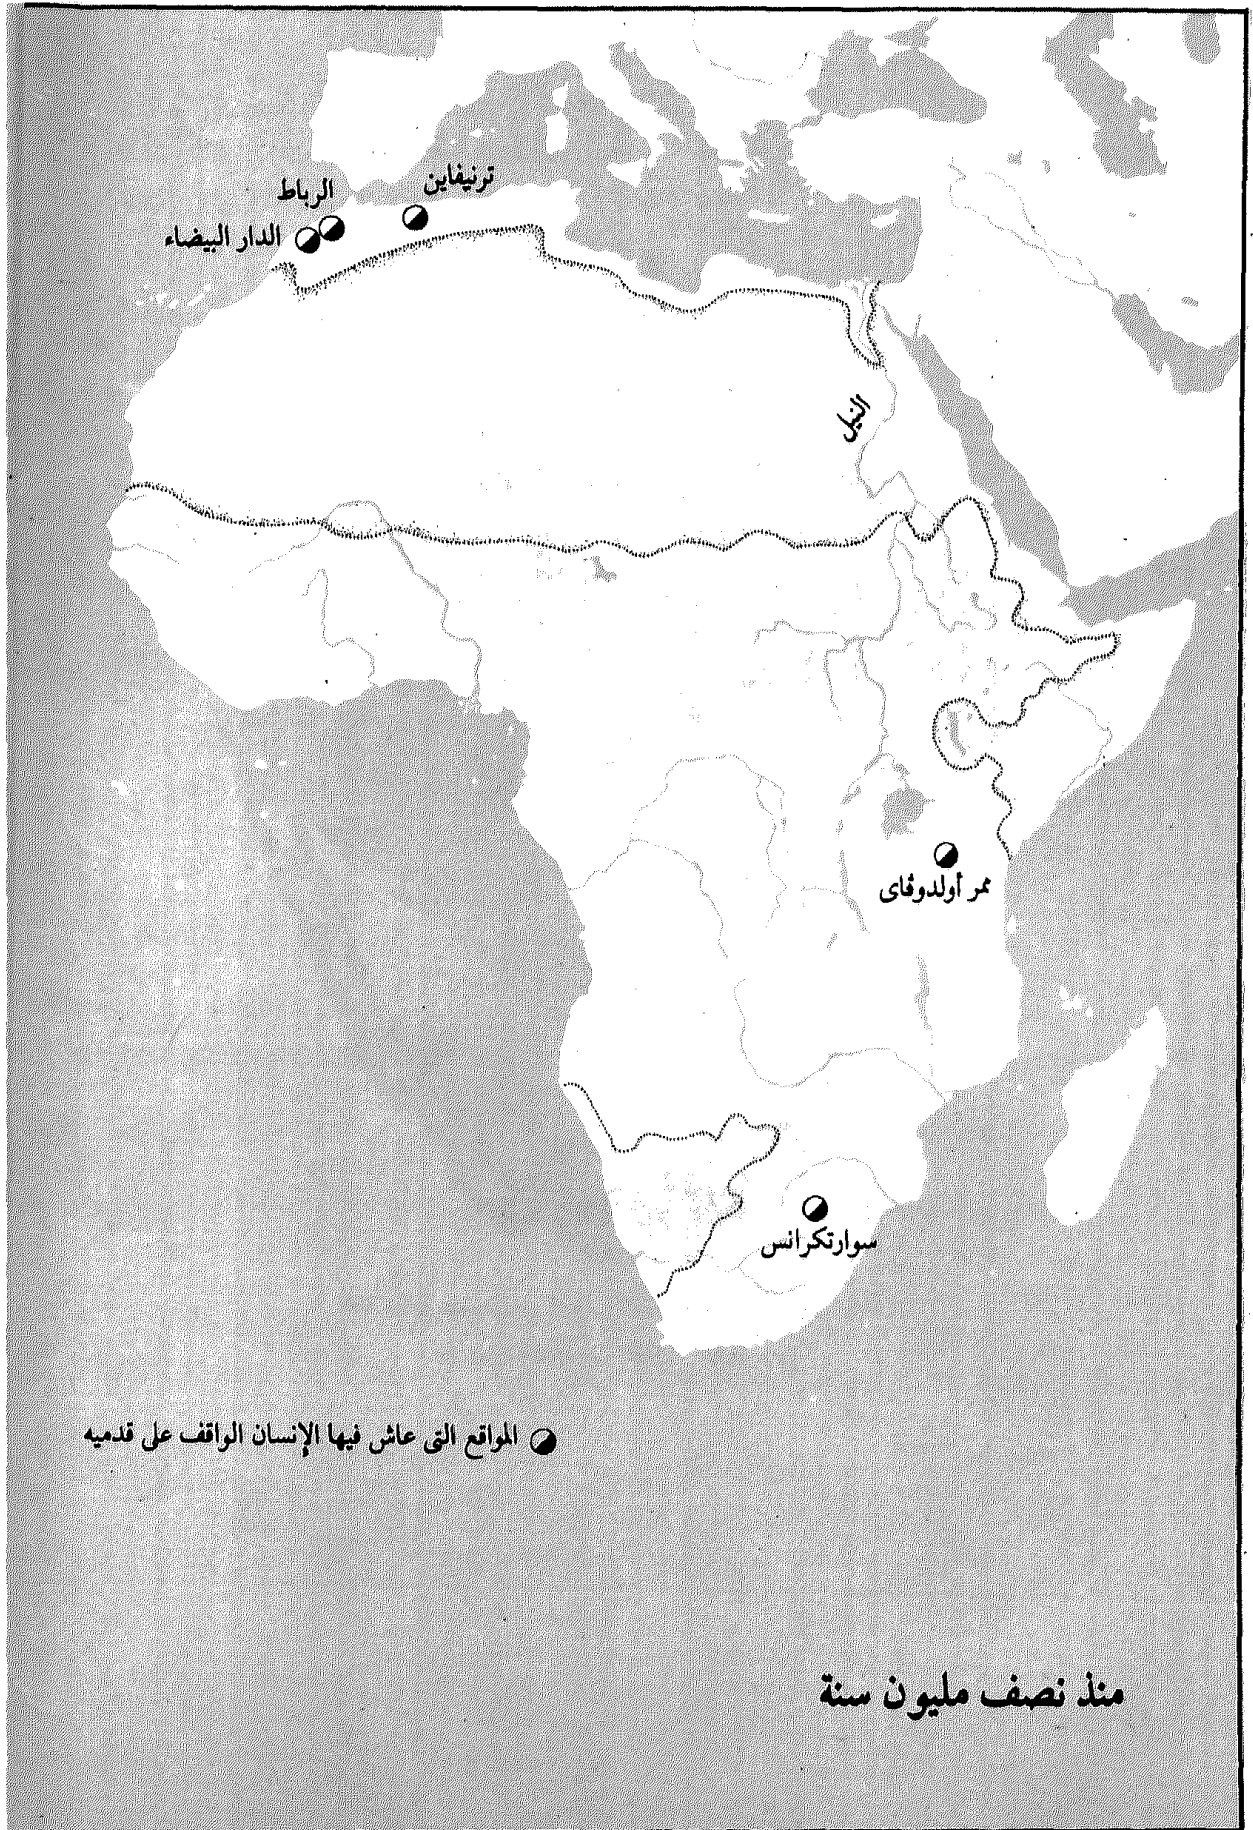 ترنيفاين
الرباط
الدار البيضاء
النيل
ممر أولدوڤاى
سوارتكرانس
المواقع التى عاش فيها الإنسان الواقف على قدميه
منذ نصف مليون سنة